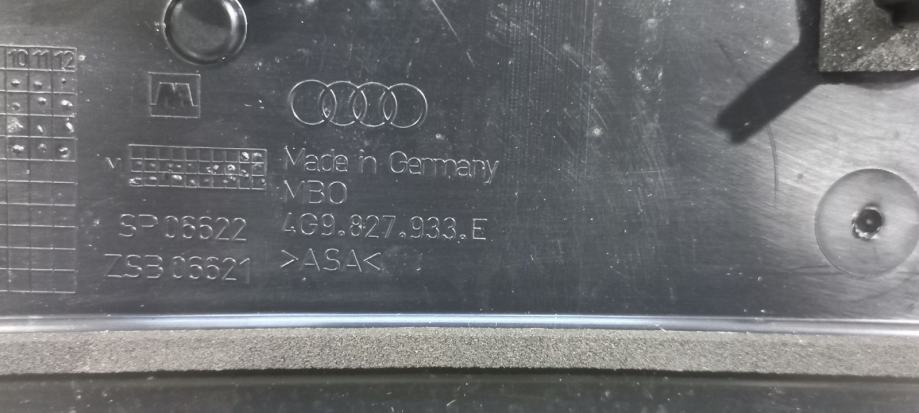 10 11 12
Made in Germany
MBO
4G9.827.933.E
>ASA<
SP 06622
ZSB 06621